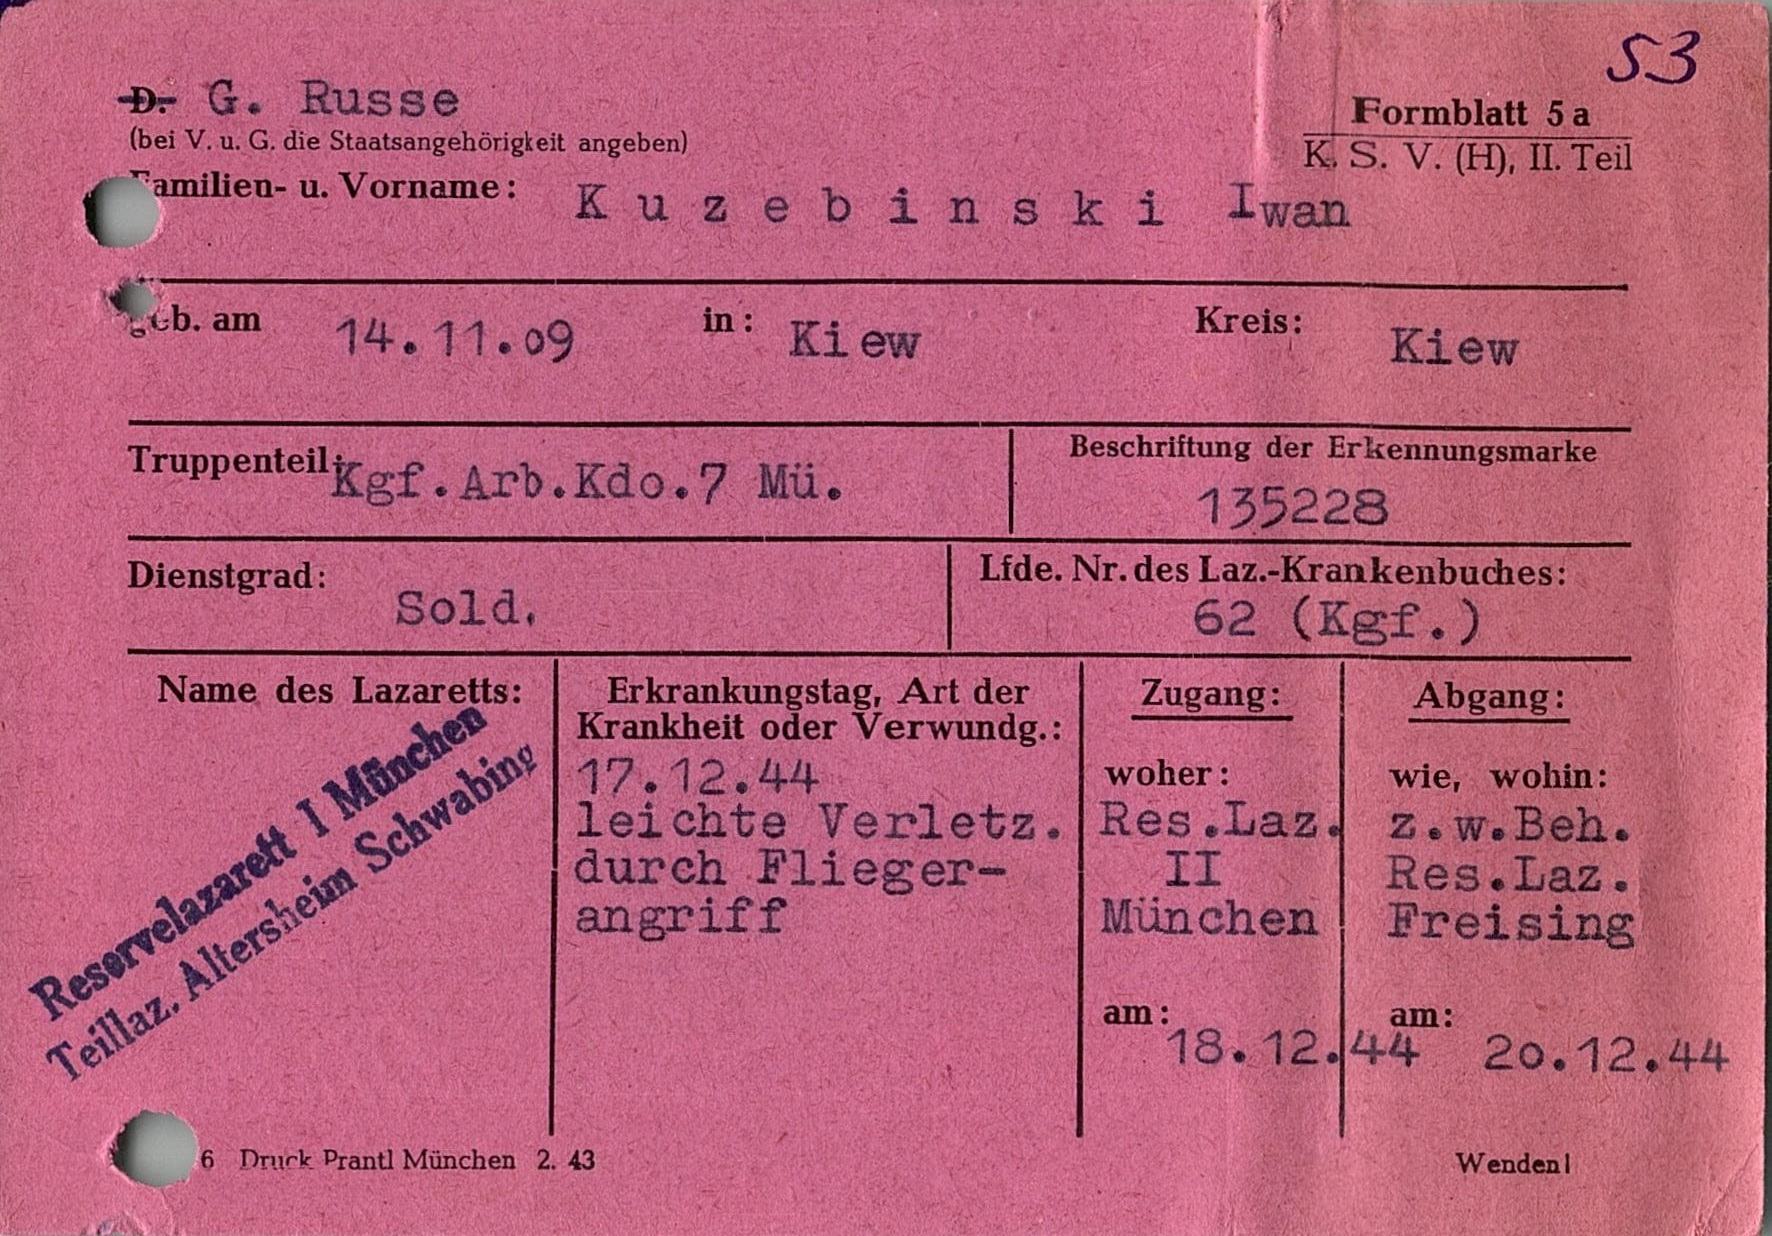 53
D. G. Russe
(bei V. u. G. die Staatsangehörigkeit angeben)
Formblatt 5 a
K. S. V. (H), II. Teil
Familien- u. Vorname: Kuzebinski Iwan
geb. am 14.11.09 in: Kiew Kreis: Kiew
Truppenteil: Kgf.Arb.Kdo.7 Mü.
Beschriftung der Erkennungsmarke
135228
Dienstgrad: Sold.
Lfde. Nr. des Laz.-Krankenbuches:
62 (Kgf.)
Name des Lazaretts:
Reservelazarett I München
Teillaz. Altersheim Schwabing
Erkrankungstag, Art der
Krankheit oder Verwundg.:
17.12.44
leichte Verletz.
durch Flieger-
angriff
Zugang:
woher:
Res.Laz.
II
München
am: 18.12.44
Abgang:
wie, wohin:
z.w.Beh.
Res.Laz.
Freising
am: 20.12.44
6 Druck Prantl München 2. 43
Wenden!